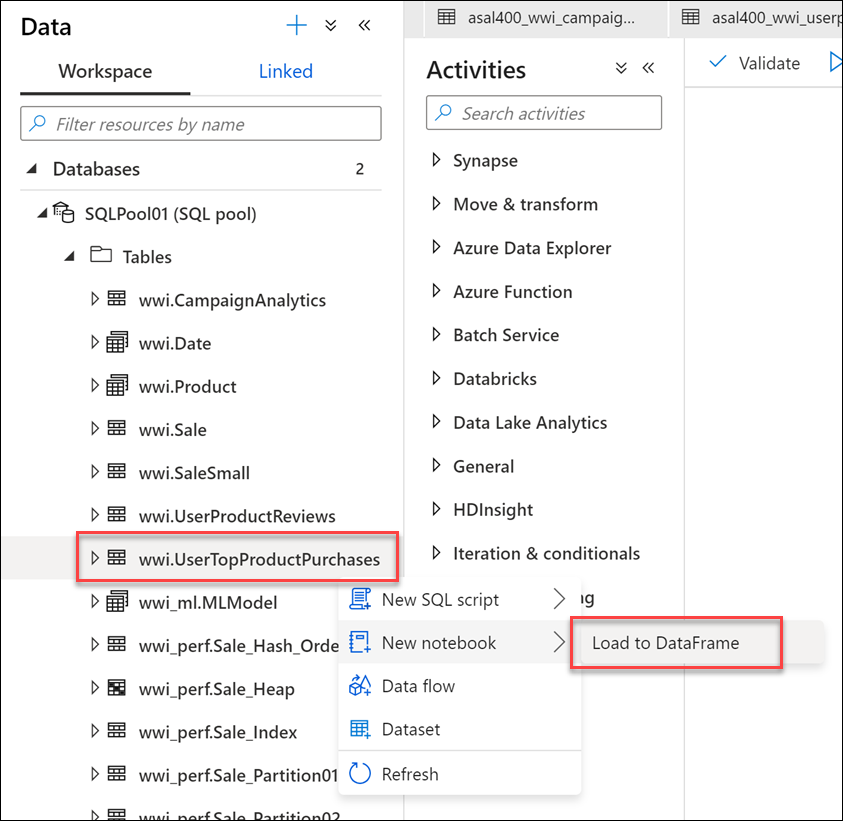 Data
Workspace
Linked
Filter resources by name
Databases
2
SQLPool01 (SQL pool)
Tables
wwi.CampaignAnalytics
wwi.Date
wwi.Product
wwi.Sale
wwi.SaleSmall
wwi.UserProductReviews
wwi.UserTopProductPurchases
wwi_ml.MLModel
wwi_perf.Sale_Hash_Orde
wwi_perf.Sale_Heap
wwi_perf.Sale_Index
wwi_perf.Sale_Partition01
wwi_perf.Sale_Partition02
New SQL script
New notebook
Load to DataFrame
Data flow
Dataset
Refresh
asal400_wwi_campaig...
asal400_wwi_userp
Activities
Search activities
Synapse
Move & transform
Azure Data Explorer
Azure Function
Batch Service
Databricks
Data Lake Analytics
General
HDInsight
Iteration & conditionals
ng
Validate